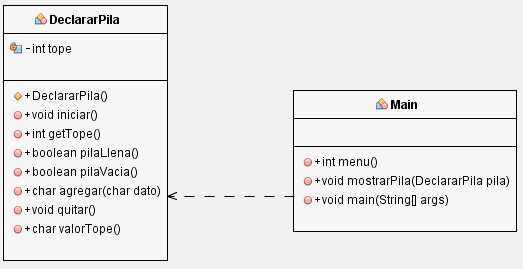 DeclararPila
- int tope
+ DeclararPila()
+ void iniciar()
+ int getTope()
+ boolean pilaLlena()
+ boolean pilaVacia()
+ char agregar(char dato)
+ void quitar()
+ char valorTope()
Main
+ int menu()
+ void mostrarPila(DeclararPila pila)
+ void main(String[] args)